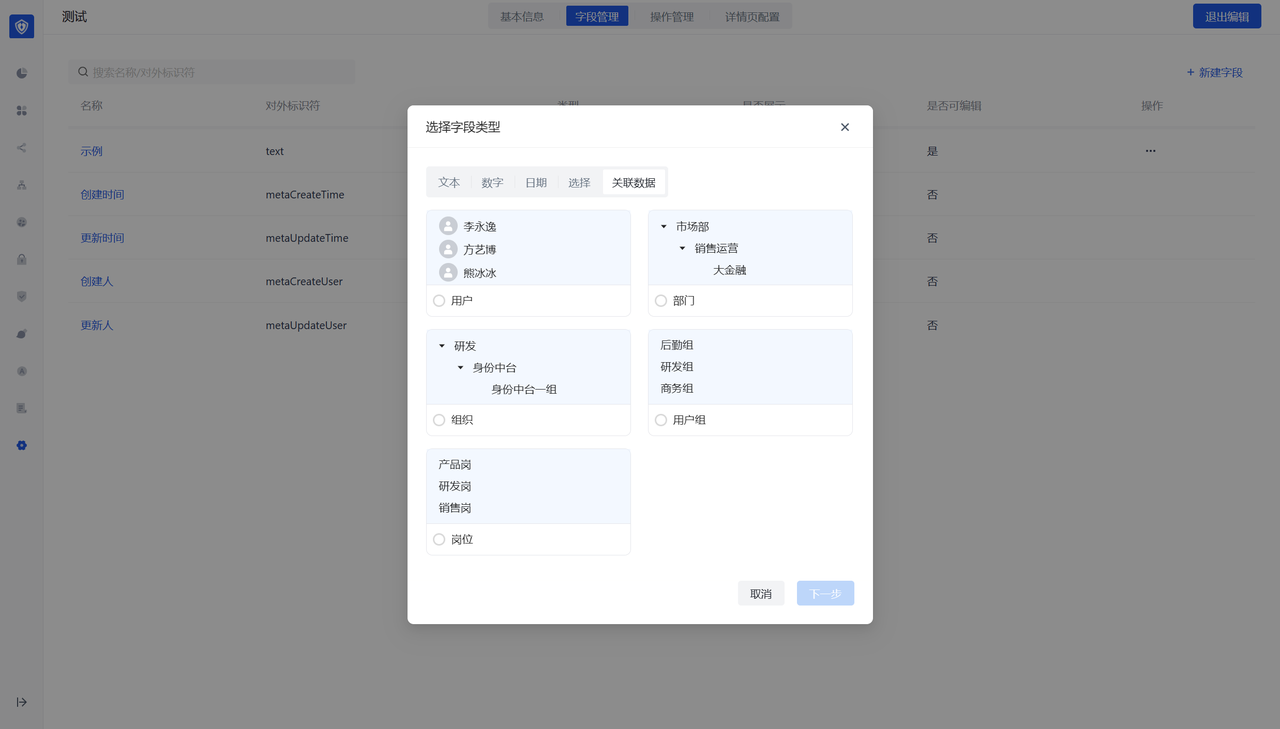 测试
基本信息 字段管理 操作管理 详情页配置
退出编辑
搜索名称/对外标识符
+ 新建字段
名称 对外标识符 类型 是否展示 是否可编辑 操作
示例 text 是 ···
创建时间 metaCreateTime 否
更新时间 metaUpdateTime 否
创建人 metaCreateUser 否
更新人 metaUpdateUser 否
选择字段类型
文本 数字 日期 选择 关联数据
李永逸
方艺博
熊冰冰
用户
市场部
销售运营
大金融
部门
研发
身份中台
身份中台一组
组织
后勤组
研发组
商务组
用户组
产品岗
研发岗
销售岗
岗位
取消 下一步